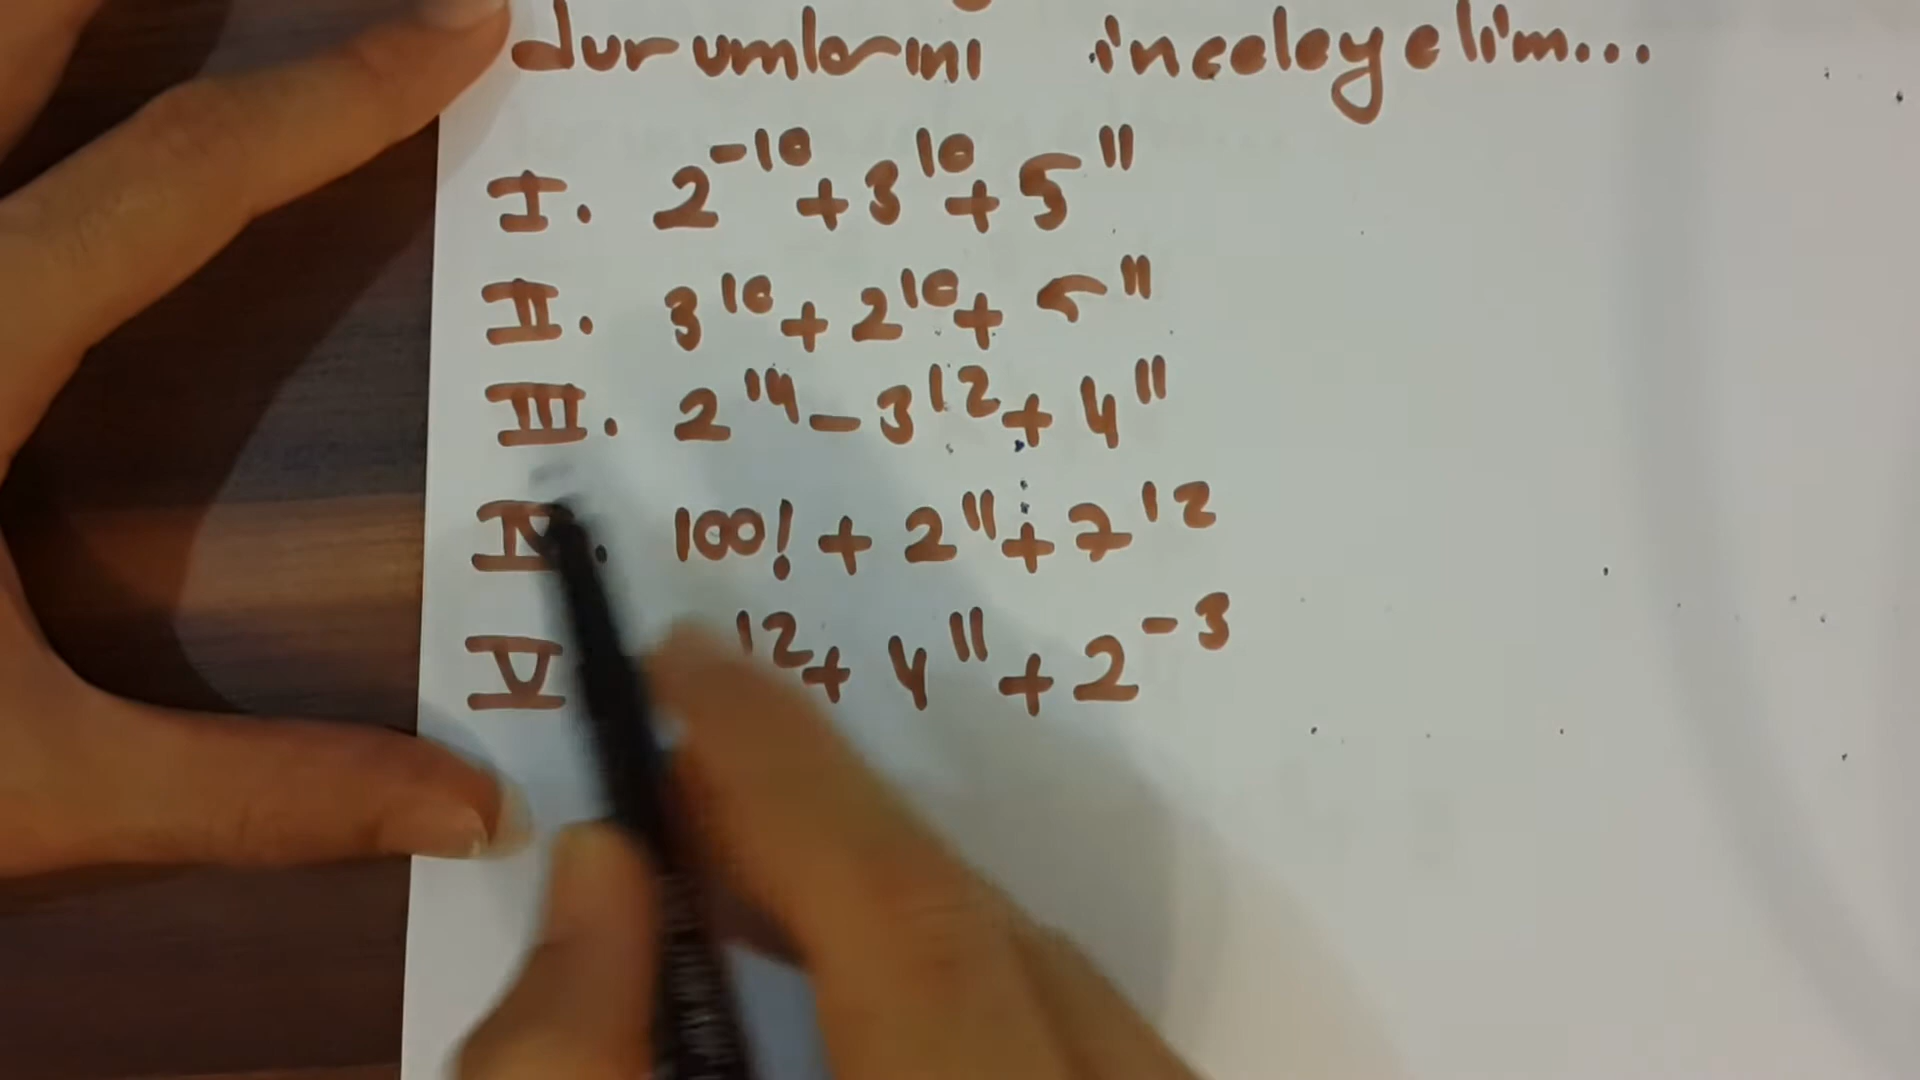 durumlarını inceleyelim...
I. 2^-10 + 3^10 + 5^11
II. 3^10 + 2^10 + 5^11
III. 2^14 - 3^12 + 4^11
IV. 100! + 2^11 + 7^12
V 12 + 4^11 + 2^-3